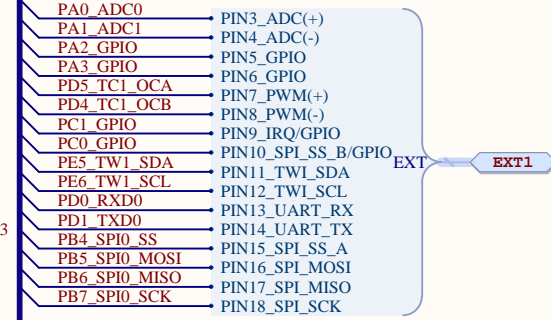 PA0_ADC0 PIN3_ADC(+)
PA1_ADC1 PIN4_ADC(-)
PA2_GPIO PIN5_GPIO
PA3_GPIO PIN6_GPIO
PD5_TC1_OCA PIN7_PWM(+)
PD4_TC1_OCB PIN8_PWM(-)
PC1_GPIO PIN9_IRQ/GPIO
PC0_GPIO PIN10_SPI_SS_B/GPIO
EXT EXT1
PE5_TW1_SDA PIN11_TWI_SDA
PE6_TW1_SCL PIN12_TWI_SCL
PD0_RXD0 PIN13_UART_RX
PD1_TXD0 PIN14_UART_TX
3
PB4_SPI0_SS PIN15_SPI_SS_A
PB5_SPI0_MOSI PIN16_SPI_MOSI
PB6_SPI0_MISO PIN17_SPI_MISO
PB7_SPI0_SCK PIN18_SPI_SCK